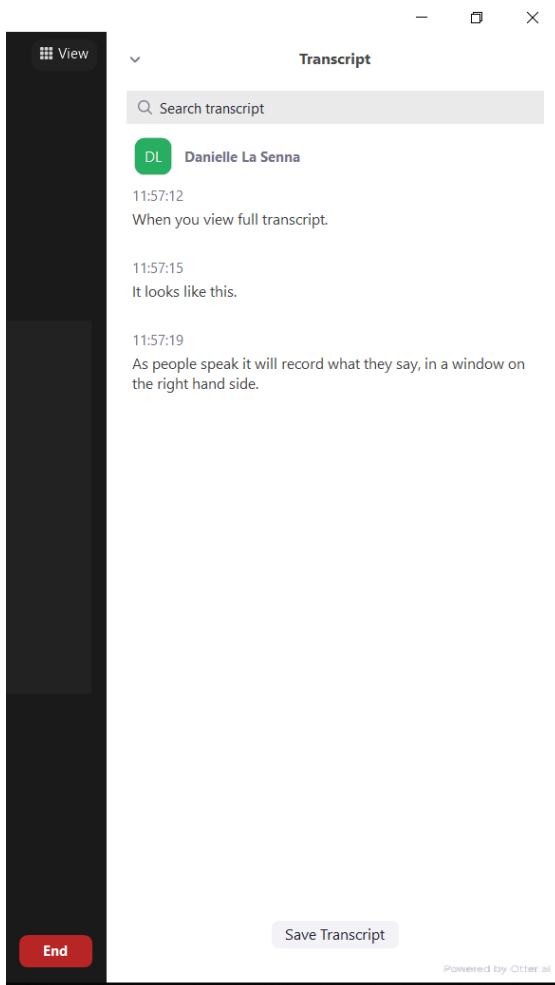 View
Transcript
Search transcript
DL
Danielle La Senna
11:57:12
When you view full transcript.
11:57:15
It looks like this.
11:57:19
As people speak it will record what they say, in a window on
the right hand side.
Save Transcript
End
Powered by Otter.ai